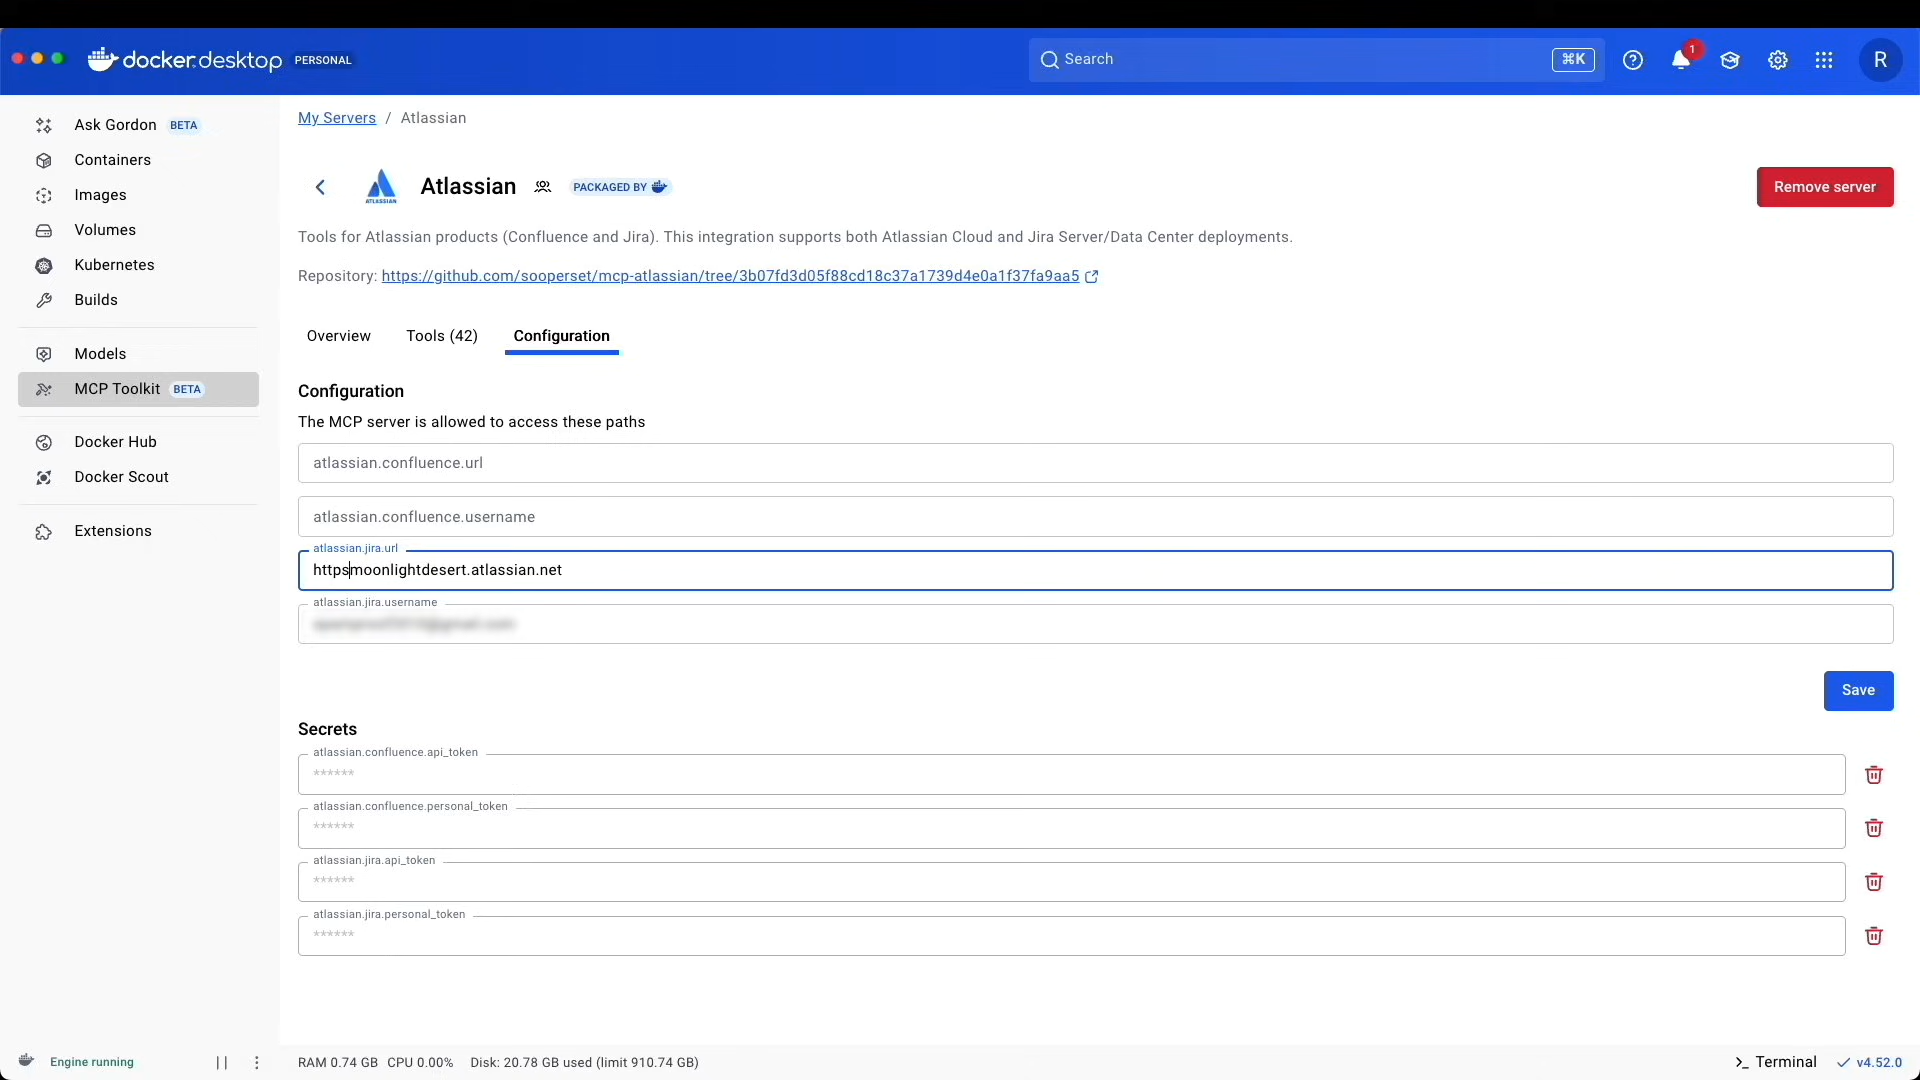 docker.desktop PERSONAL
Search ⌘K
1
R
Ask Gordon BETA
Containers
Images
Volumes
Kubernetes
Builds
Models
MCP Toolkit BETA
Docker Hub
Docker Scout
Extensions
My Servers / Atlassian
ATLASSIAN
Atlassian
PACKAGED BY
Remove server
Tools for Atlassian products (Confluence and Jira). This integration supports both Atlassian Cloud and Jira Server/Data Center deployments.
Repository: https://github.com/sooperset/mcp-atlassian/tree/3b07fd3d05f88cd18c37a1739d4e0a1f37fa9aa5
Overview Tools (42) Configuration
Configuration
The MCP server is allowed to access these paths
atlassian.confluence.url
atlassian.confluence.username
atlassian.jira.url
httpsmoonlightdesert.atlassian.net
atlassian.jira.username
Save
Secrets
atlassian.confluence.api_token
******
atlassian.confluence.personal_token
******
atlassian.jira.api_token
******
atlassian.jira.personal_token
******
Engine running
RAM 0.74 GB CPU 0.00% Disk: 20.78 GB used (limit 910.74 GB)
>_ Terminal
v4.52.0